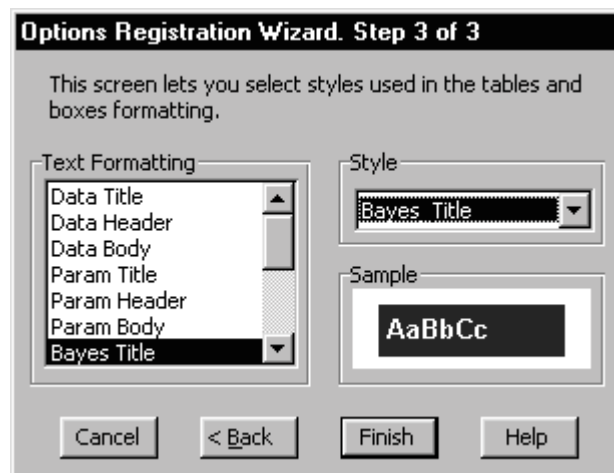 Options Registration Wizard. Step 3 of 3
This screen lets you select styles used in the tables and
boxes formatting.
Text Formatting
Data Title
Data Header
Data Body
Param Title
Param Header
Param Body
Bayes Title
Style
Bayes_Title
Sample
AaBbCc
Cancel
< Back
Finish
Help